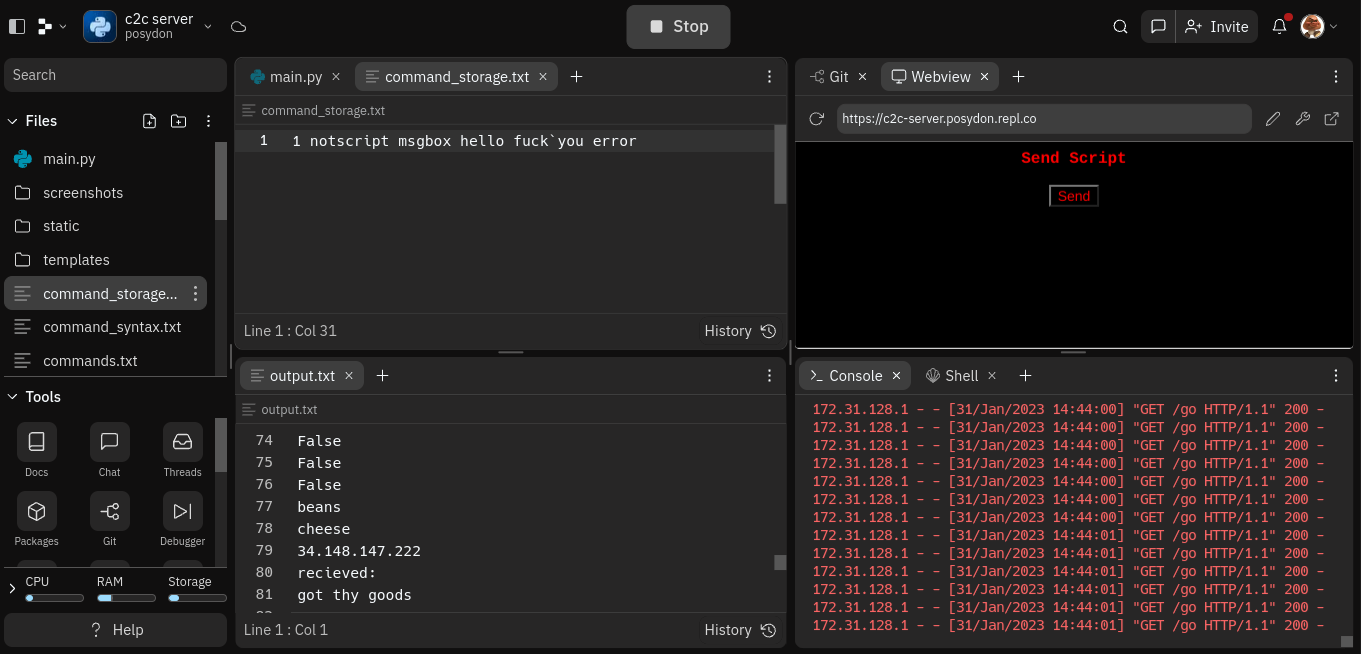 c2c server
posydon
Stop
Invite
Search
Files
main.py
screenshots
static
templates
command_storage...
command_syntax.txt
commands.txt
Tools
Docs
Chat
Threads
Packages
Git
Debugger
CPU
RAM
Storage
? Help
main.py
command_storage.txt
command_storage.txt
1 1 notscript msgbox hello fuck`you error
Line 1 : Col 31
History
output.txt
output.txt
74 False
75 False
76 False
77 beans
78 cheese
79 34.148.147.222
80 recieved:
81 got thy goods
Line 1 : Col 1
History
Git
Webview
https://c2c-server.posydon.repl.co
Send Script
Send
Console
Shell
172.31.128.1 - - [31/Jan/2023 14:44:00] "GET /go HTTP/1.1" 200 -
172.31.128.1 - - [31/Jan/2023 14:44:00] "GET /go HTTP/1.1" 200 -
172.31.128.1 - - [31/Jan/2023 14:44:00] "GET /go HTTP/1.1" 200 -
172.31.128.1 - - [31/Jan/2023 14:44:00] "GET /go HTTP/1.1" 200 -
172.31.128.1 - - [31/Jan/2023 14:44:00] "GET /go HTTP/1.1" 200 -
172.31.128.1 - - [31/Jan/2023 14:44:00] "GET /go HTTP/1.1" 200 -
172.31.128.1 - - [31/Jan/2023 14:44:00] "GET /go HTTP/1.1" 200 -
172.31.128.1 - - [31/Jan/2023 14:44:01] "GET /go HTTP/1.1" 200 -
172.31.128.1 - - [31/Jan/2023 14:44:01] "GET /go HTTP/1.1" 200 -
172.31.128.1 - - [31/Jan/2023 14:44:01] "GET /go HTTP/1.1" 200 -
172.31.128.1 - - [31/Jan/2023 14:44:01] "GET /go HTTP/1.1" 200 -
172.31.128.1 - - [31/Jan/2023 14:44:01] "GET /go HTTP/1.1" 200 -
172.31.128.1 - - [31/Jan/2023 14:44:01] "GET /go HTTP/1.1" 200 -